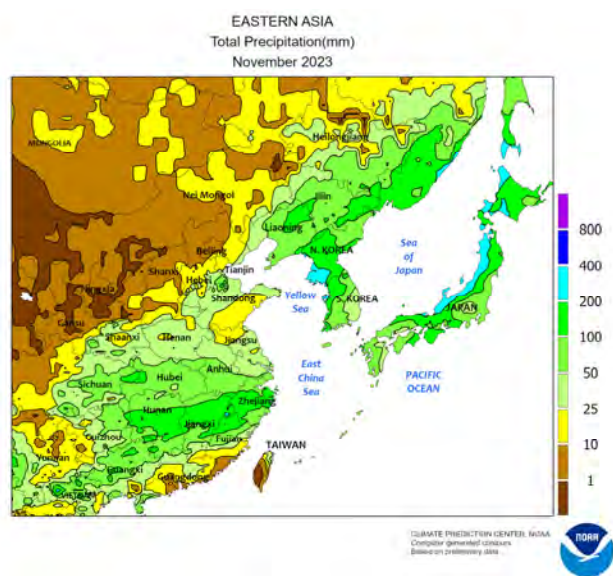 EASTERN ASIA
Total Precipitation(mm)
November 2023
MONGOLIA
Heilongjiang
Nei Mongol
Jilin
Liaoning
Beijing
N. KOREA
Sea
of
Japan
Tianjin
Shanxi
Hebei
Ningxia
Shandong
Yellow
Sea
S. KOREA
JAPAN
Gansu
Shaanxi
Henan
Jiangsu
Anhui
East
China
Sea
PACIFIC
OCEAN
Sichuan
Hubei
Zhejiang
Hunan
Jiangxi
Guizhou
Fujian
TAIWAN
Yunnan
Guangxi
Guangdong
VIETNAM
800
400
200
100
50
25
10
1
CLIMATE PREDICTION CENTER, NOAA
Computer generated contours
Based on preliminary data
NOAA